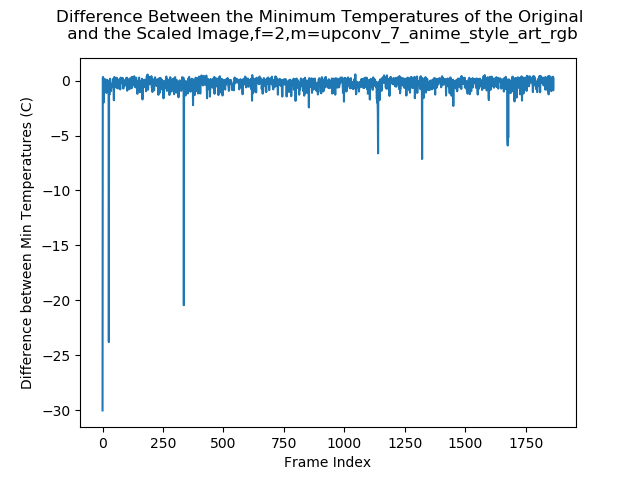 Difference Between the Minimum Temperatures of the Original
and the Scaled Image,f=2,m=upconv_7_anime_style_art_rgb
Difference between Min Temperatures (C)
0
−5
−10
−15
−20
−25
−30
0 250 500 750 1000 1250 1500 1750
Frame Index